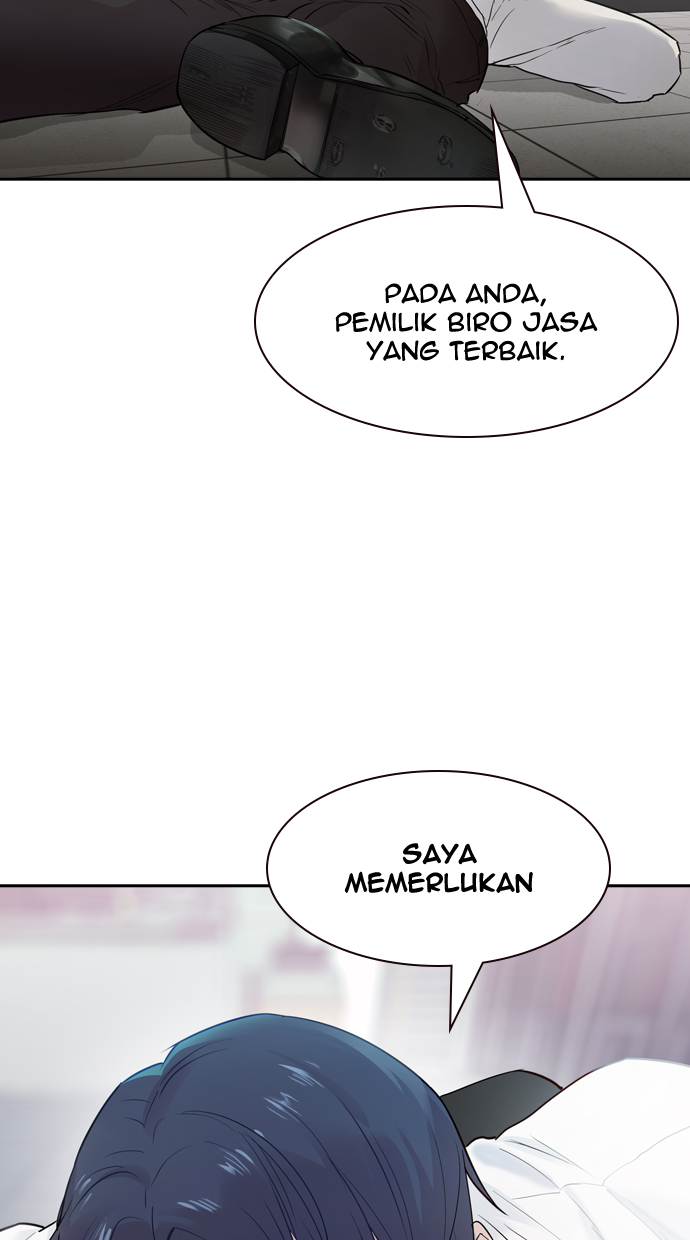 PADA ANDA,
PEMILIK BIRO JASA
YANG TERBAIK.
SAYA
MEMERLUKAN